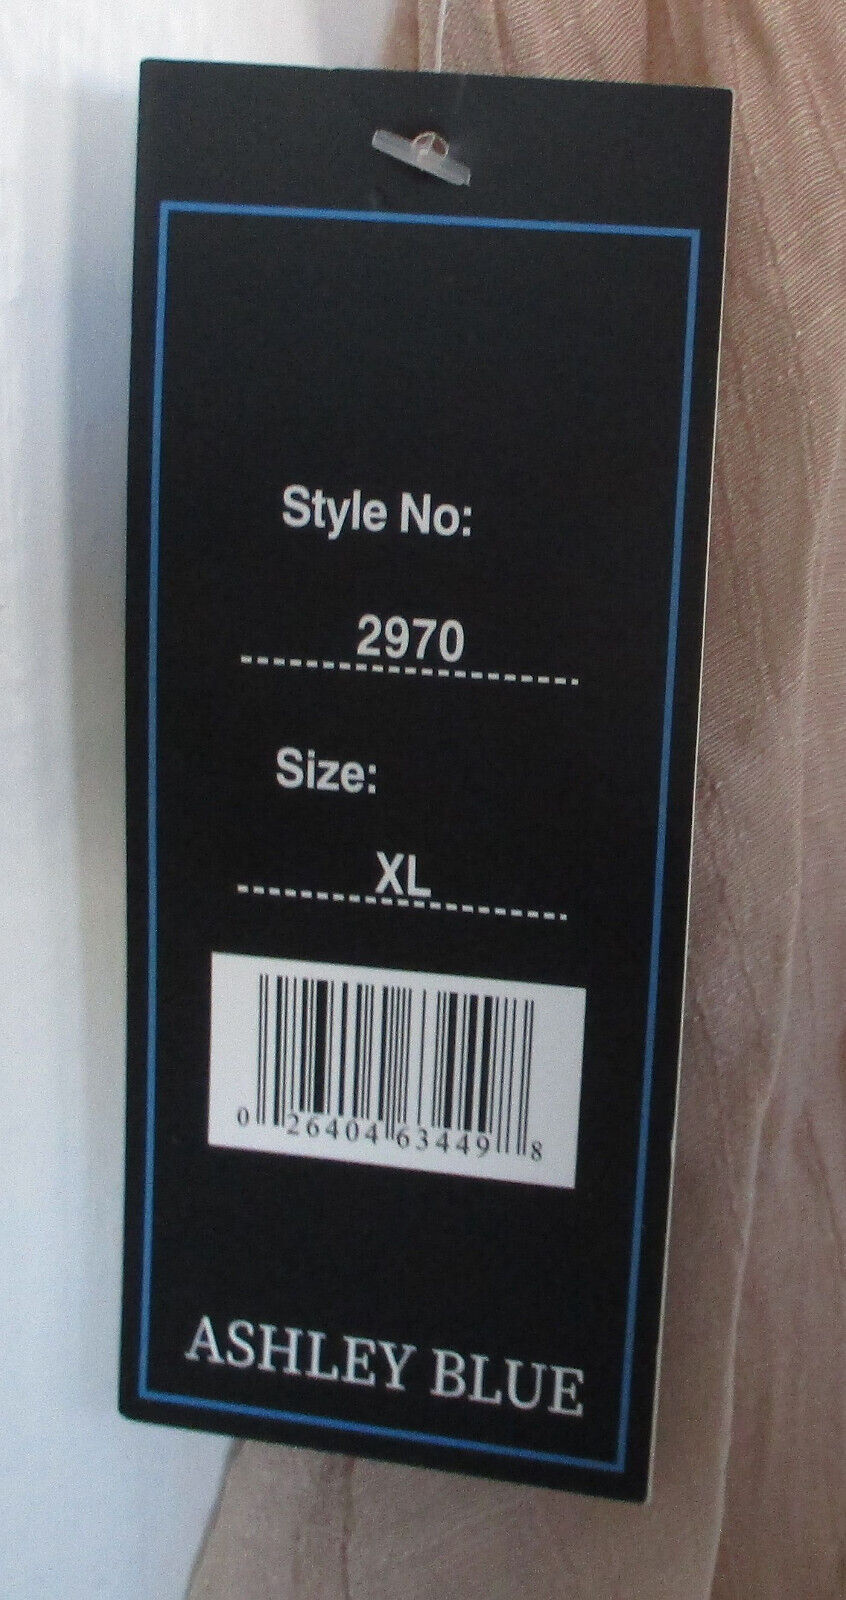 Style No:
2970
Size:
XL
0 26404 63449 8
ASHLEY BLUE